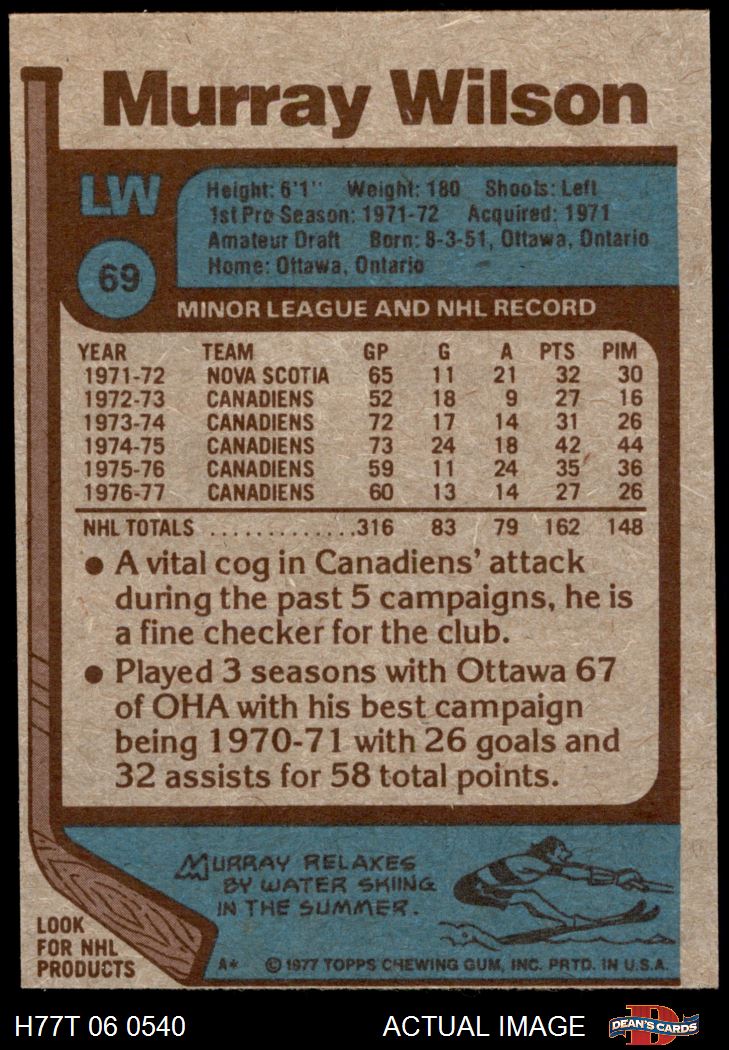 Murray Wilson
LW
Height: 6'1" Weight: 180 Shoots: Left
1st Pro Season: 1971-72 Acquired: 1971
Amateur Draft Born: 8-3-51, Ottawa, Ontario
Home: Ottawa, Ontario
69
MINOR LEAGUE AND NHL RECORD
YEAR TEAM GP G A PTS PIM
1971-72 NOVA SCOTIA 65 11 21 32 30
1972-73 CANADIENS 52 18 9 27 16
1973-74 CANADIENS 72 17 14 31 26
1974-75 CANADIENS 73 24 18 42 44
1975-76 CANADIENS 59 11 24 35 36
1976-77 CANADIENS 60 13 14 27 26
NHL TOTALS .............316 83 79 162 148
• A vital cog in Canadiens' attack
during the past 5 campaigns, he is
a fine checker for the club.
• Played 3 seasons with Ottawa 67
of OHA with his best campaign
being 1970-71 with 26 goals and
32 assists for 58 total points.
MURRAY RELAXES
BY WATER SKIING
IN THE SUMMER.
LOOK
FOR NHL
PRODUCTS
A* © 1977 TOPPS CHEWING GUM, INC. PRTD. IN U.S.A.
H77T 06 0540 ACTUAL IMAGE DEAN'S CARDS